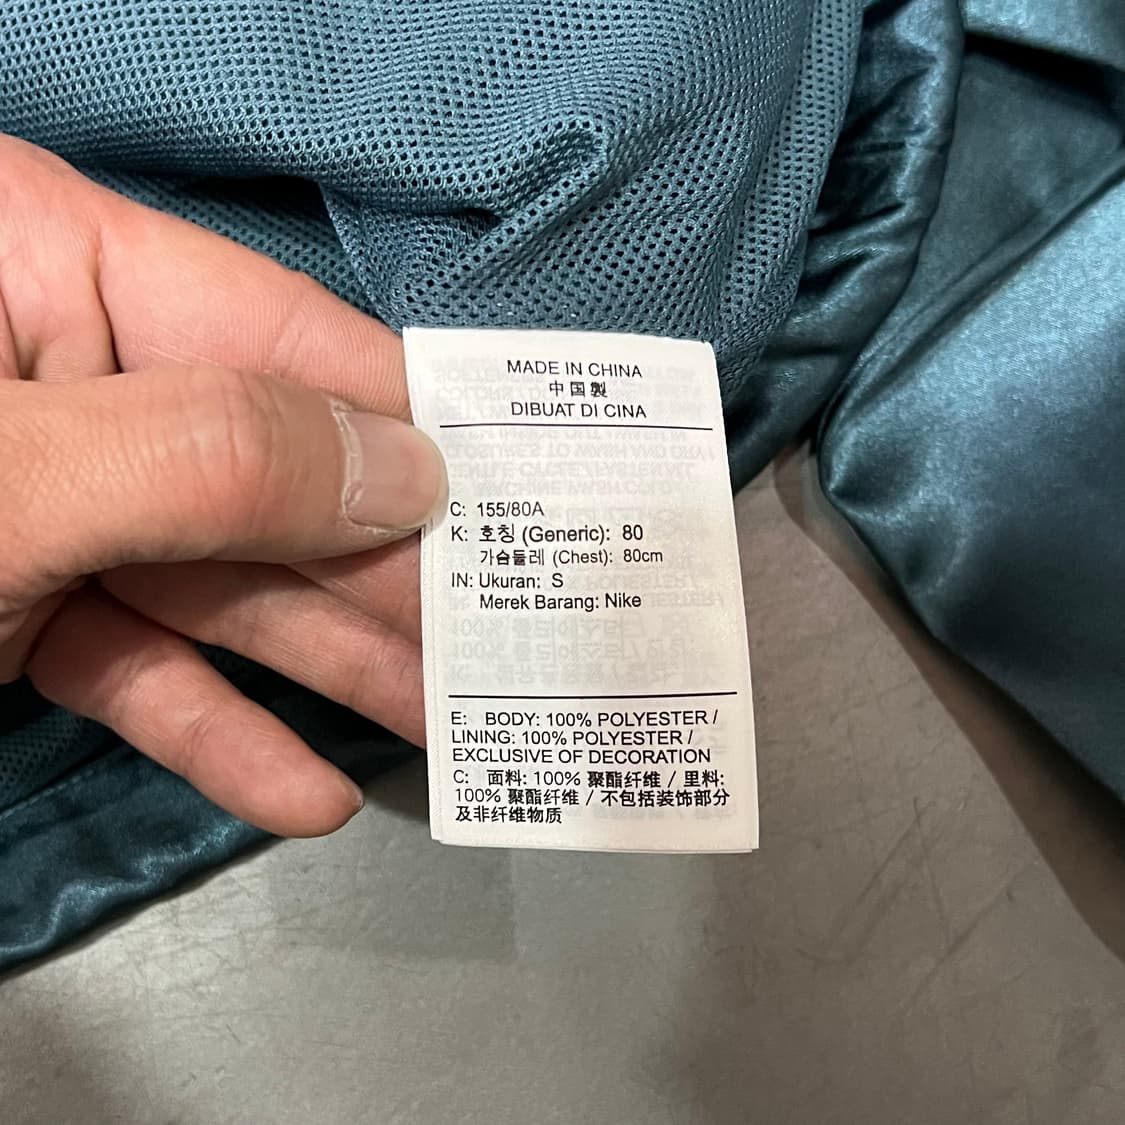 MADE IN CHINA
中国製
DIBUAT DI CINA
C: 155/80A
K: 호칭 (Generic): 80
가슴둘레 (Chest): 80cm
IN: Ukuran: S
Merek Barang: Nike
E: BODY: 100% POLYESTER /
LINING: 100% POLYESTER /
EXCLUSIVE OF DECORATION
C: 面料: 100% 聚酯纤维 / 里料:
100% 聚酯纤维 / 不包括装饰部分
及非纤维物质